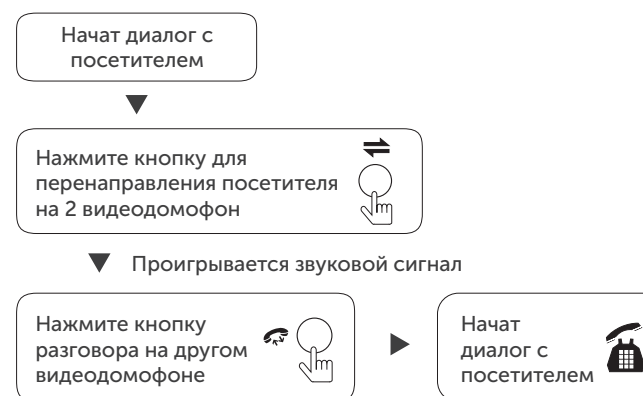 Начат диалог с
посетителем
Нажмите кнопку для
перенаправления посетителя
на 2 видеодомофон
Проигрывается звуковой сигнал
Нажмите кнопку
разговора на другом
видеодомофоне
Начат
диалог с
посетителем